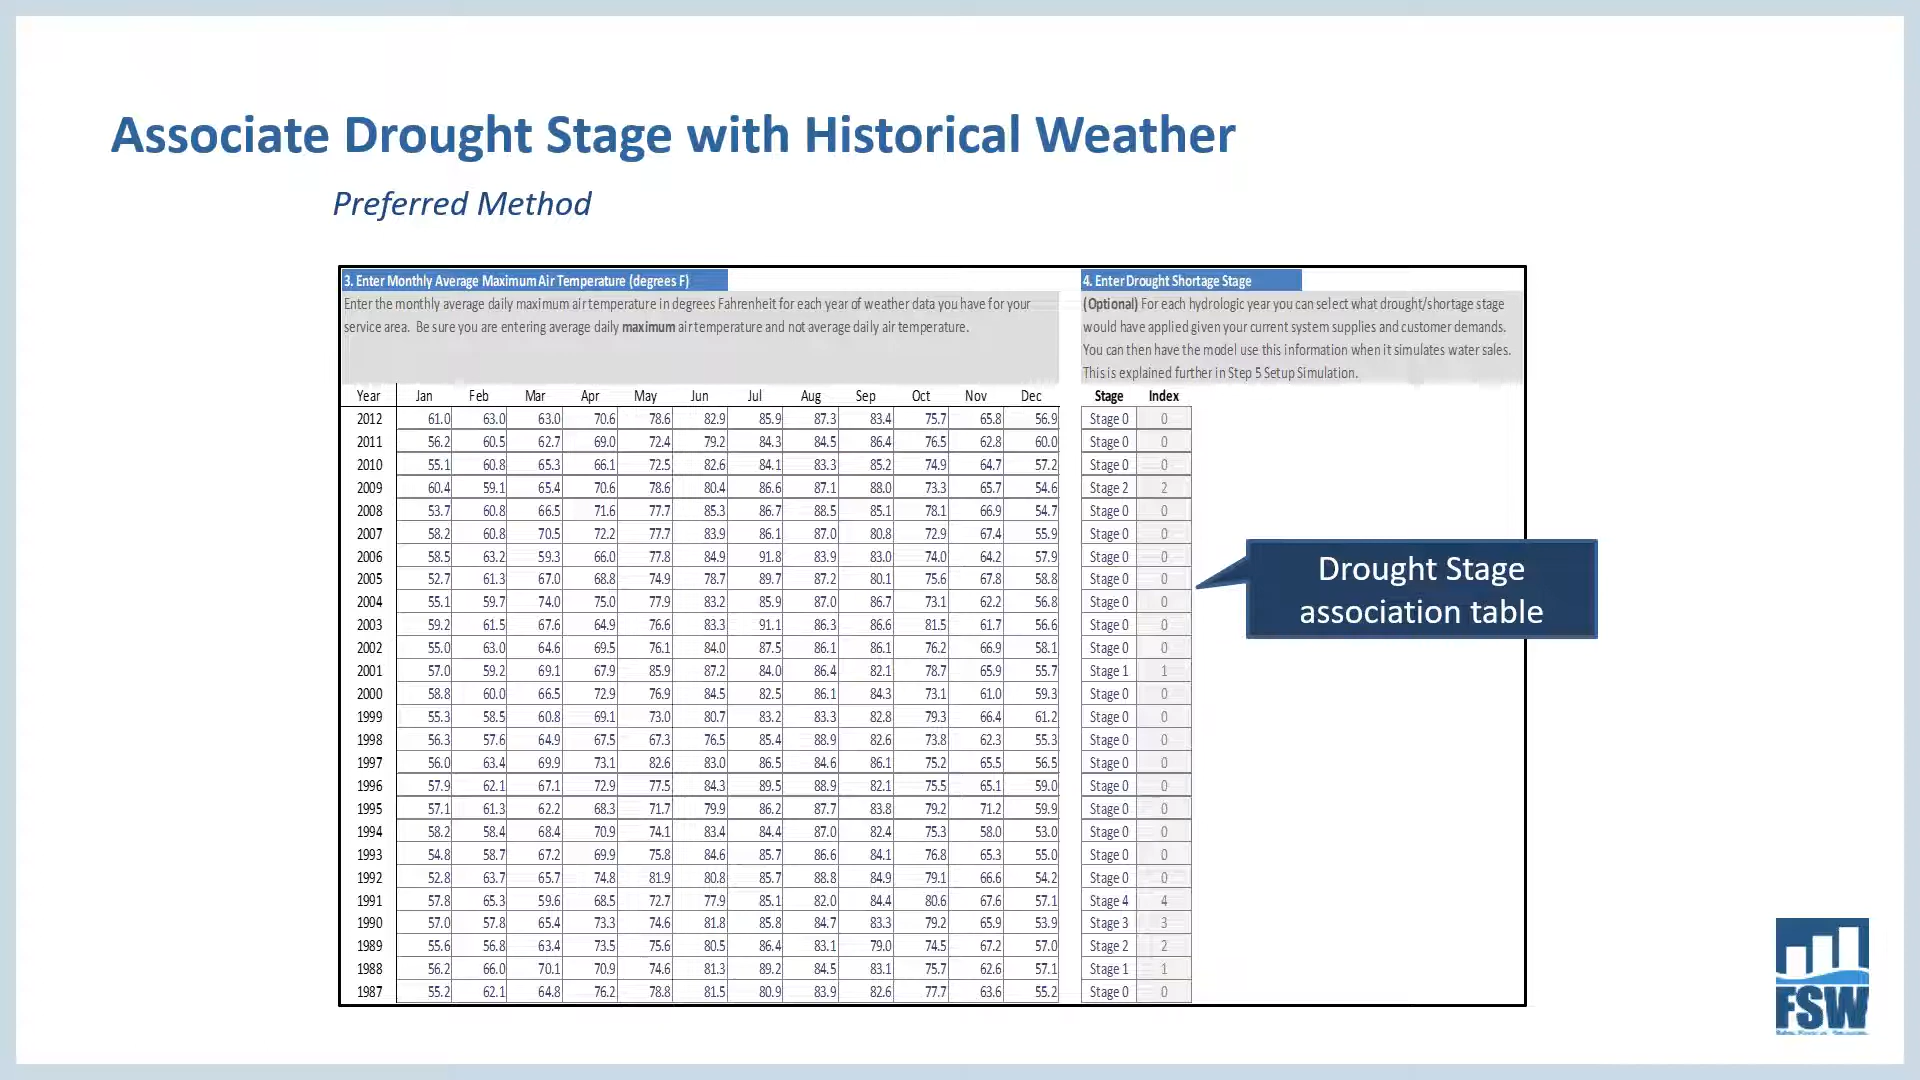 Associate Drought Stage with Historical Weather
Preferred Method
3. Enter Monthly Average Maximum Air Temperature (degrees F)
Enter the monthly average daily maximum air temperature in degrees Fahrenheit for each year of weather data you have for your
service area. Be sure you are entering average daily maximum air temperature and not average daily air temperature.
4. Enter Drought Shortage Stage
(Optional) For each hydrologic year you can select what drought/shortage stage
would have applied given your current system supplies and customer demands.
You can then have the model use this information when it simulates water sales.
This is explained further in Step 5 Setup Simulation.
Year Jan Feb Mar Apr May Jun Jul Aug Sep Oct Nov Dec Stage Index
2012 61.0 63.0 63.0 70.6 78.6 82.9 85.9 87.3 83.4 75.7 65.8 56.9 Stage 0 0
2011 56.2 60.5 62.7 69.0 72.4 79.2 84.3 84.5 86.4 76.5 62.8 60.0 Stage 0 0
2010 55.1 60.8 65.3 66.1 72.5 82.6 84.1 83.3 85.2 74.9 64.7 57.2 Stage 0 0
2009 60.4 59.1 65.4 70.6 78.6 80.4 86.6 87.1 88.0 73.3 65.7 54.6 Stage 2 2
2008 53.7 60.8 66.5 71.6 77.7 85.3 86.7 88.5 85.1 78.1 66.9 54.7 Stage 0 0
2007 58.2 60.8 70.5 72.2 77.7 83.9 86.1 87.0 80.8 72.9 67.4 55.9 Stage 0 0
2006 58.5 63.2 59.3 66.0 77.8 84.9 91.8 83.9 83.0 74.0 64.2 57.9 Stage 0 0
2005 52.7 61.3 67.0 68.8 74.9 78.7 89.7 87.2 80.1 75.6 67.8 58.8 Stage 0 0
2004 55.1 59.7 74.0 75.0 77.9 83.2 85.9 87.0 86.7 73.1 62.2 56.8 Stage 0 0
2003 59.2 61.5 67.6 64.9 76.6 83.3 91.1 86.3 86.6 81.5 61.7 56.6 Stage 0 0
2002 55.0 63.0 64.6 69.5 76.1 84.0 87.5 86.1 86.1 76.2 66.9 58.1 Stage 0 0
2001 57.0 59.2 69.1 67.9 85.9 87.2 84.0 86.4 82.1 78.7 65.9 55.7 Stage 1 1
2000 58.8 60.0 66.5 72.9 76.9 84.5 82.5 86.1 84.3 73.1 61.0 59.3 Stage 0 0
1999 55.3 58.5 60.8 69.1 73.0 80.7 83.2 83.3 82.8 79.3 66.4 61.2 Stage 0 0
1998 56.3 57.6 64.9 67.5 67.3 76.5 85.4 88.9 82.6 73.8 62.3 55.3 Stage 0 0
1997 56.0 63.4 69.9 73.1 82.6 83.0 86.5 84.6 86.1 75.2 65.5 56.5 Stage 0 0
1996 57.9 62.1 67.1 72.9 77.5 84.3 89.5 88.9 82.1 75.5 65.1 59.0 Stage 0 0
1995 57.1 61.3 62.2 68.3 71.7 79.9 86.2 87.7 83.8 79.2 71.2 59.9 Stage 0 0
1994 58.2 58.4 68.4 70.9 74.1 83.4 84.4 87.0 82.4 75.3 58.0 53.0 Stage 0 0
1993 54.8 58.7 67.2 69.9 75.8 84.6 85.7 86.6 84.1 76.8 65.3 55.0 Stage 0 0
1992 52.8 63.7 65.7 74.8 81.9 80.8 85.7 88.8 84.9 79.1 66.6 54.2 Stage 0 0
1991 57.8 65.3 59.6 68.5 72.7 77.9 85.1 82.0 84.4 80.6 67.6 57.1 Stage 4 4
1990 57.0 57.8 65.4 73.3 74.6 81.8 85.8 84.7 83.3 79.2 65.9 53.9 Stage 3 3
1989 55.6 56.8 63.4 73.5 75.6 80.5 86.4 83.1 79.0 74.5 67.2 57.0 Stage 2 2
1988 56.2 66.0 70.1 70.9 74.6 81.3 89.2 84.5 83.1 75.7 62.6 57.1 Stage 1 1
1987 55.2 62.1 64.8 76.2 78.8 81.5 80.9 83.9 82.6 77.7 63.6 55.2 Stage 0 0
Drought Stage
association table
FSW